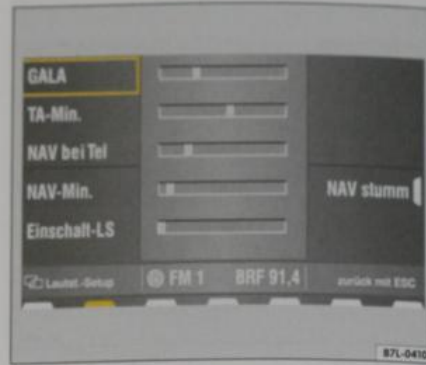 GALA
TA-Min.
NAV bei Tel
NAV-Min.
NAV stumm
Einschalt-LS
Lautst.-Setup
FM 1
BRF 91,4
zurück mit ESC
B7L-0410